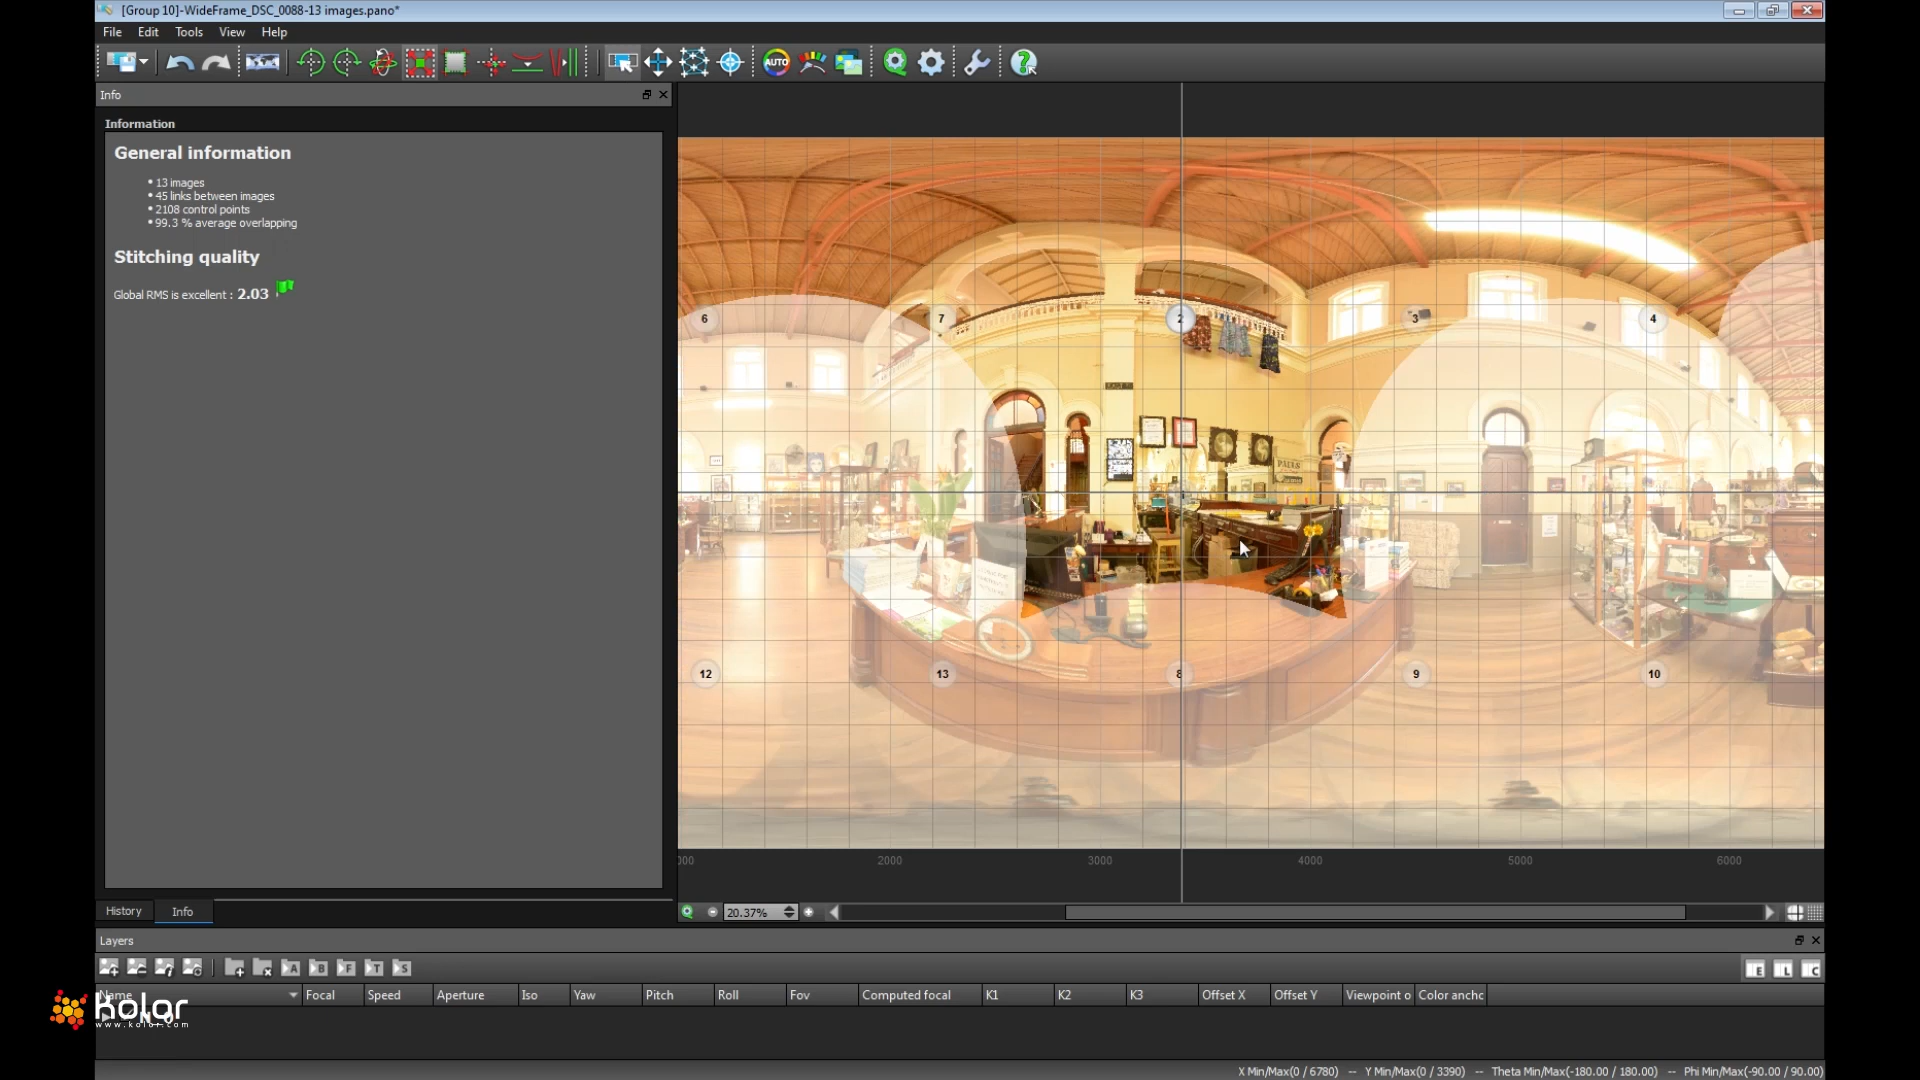 [Group 10]-WideFrame_DSC_0088-13 images.pano*
File Edit Tools View Help
AUTO
Info
Information
General information
• 13 images
• 45 links between images
• 2108 control points
• 99.3 % average overlapping
Stitching quality
Global RMS is excellent : 2.03
6 7 2 3 4
12 13 8 9 10
000 2000 3000 4000 5000 6000
History Info
20.37%
Layers
A B F T S
E L C
Name Focal Speed Aperture Iso Yaw Pitch Roll Fov Computed focal K1 K2 K3 Offset X Offset Y Viewpoint o Color anchc
kolor
www.kolor.com
X Min/Max(0 / 6780) -- Y Min/Max(0 / 3390) -- Theta Min/Max(-180.00 / 180.00) -- Phi Min/Max(-90.00 / 90.00)